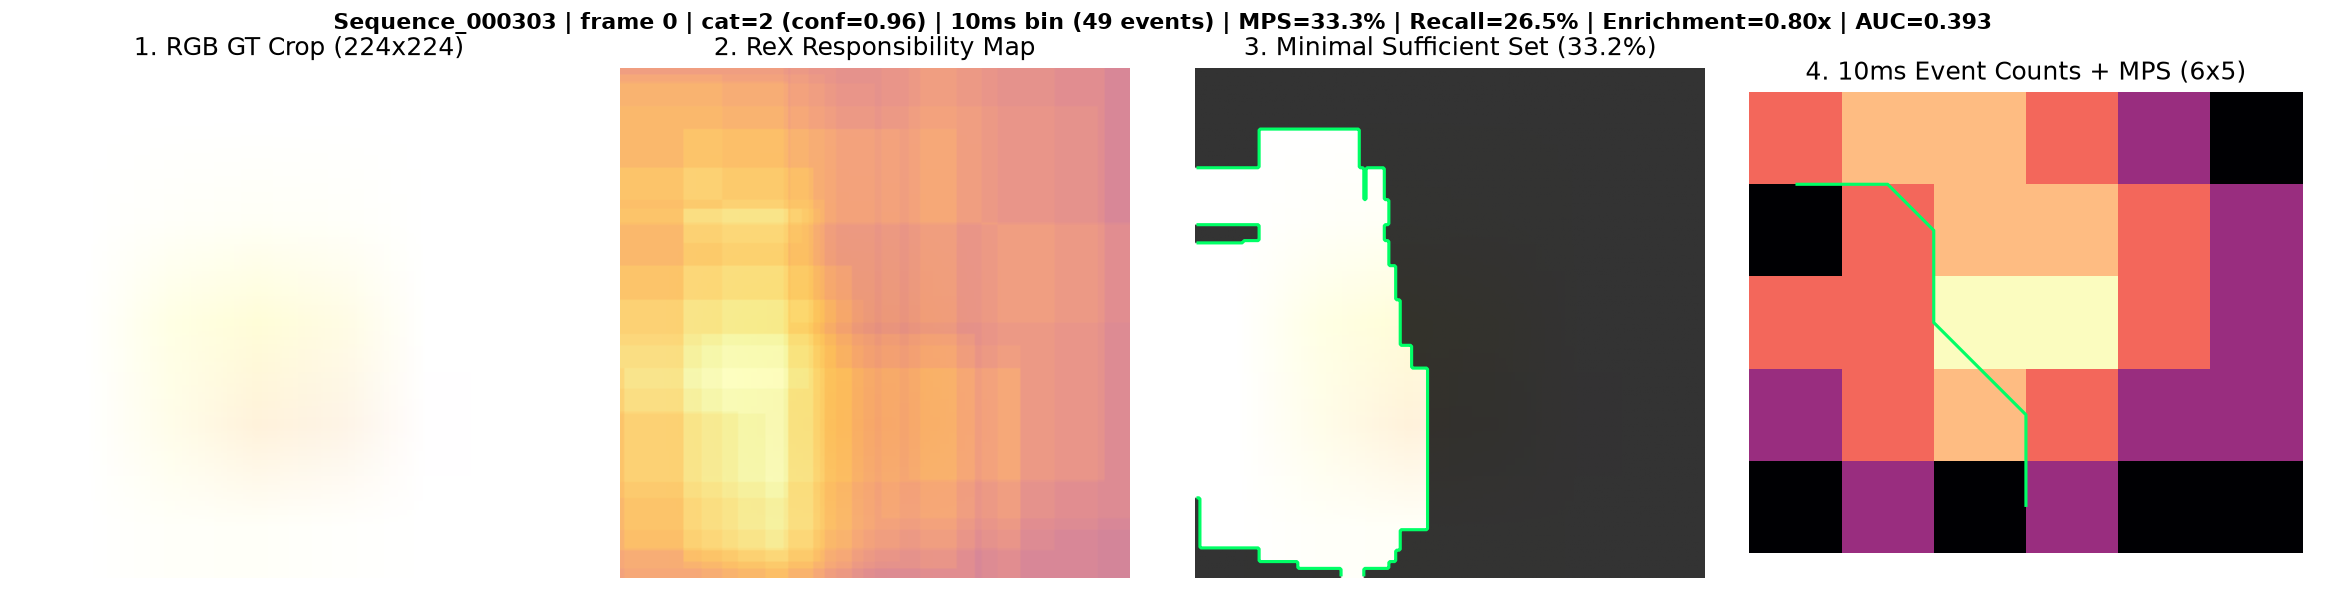 Sequence_000303 | frame 0 | cat=2 (conf=0.96) | 10ms bin (49 events) | MPS=33.3% | Recall=26.5% | Enrichment=0.80x | AUC=0.393
1. RGB GT Crop (224x224)
2. ReX Responsibility Map
3. Minimal Sufficient Set (33.2%)
4. 10ms Event Counts + MPS (6x5)